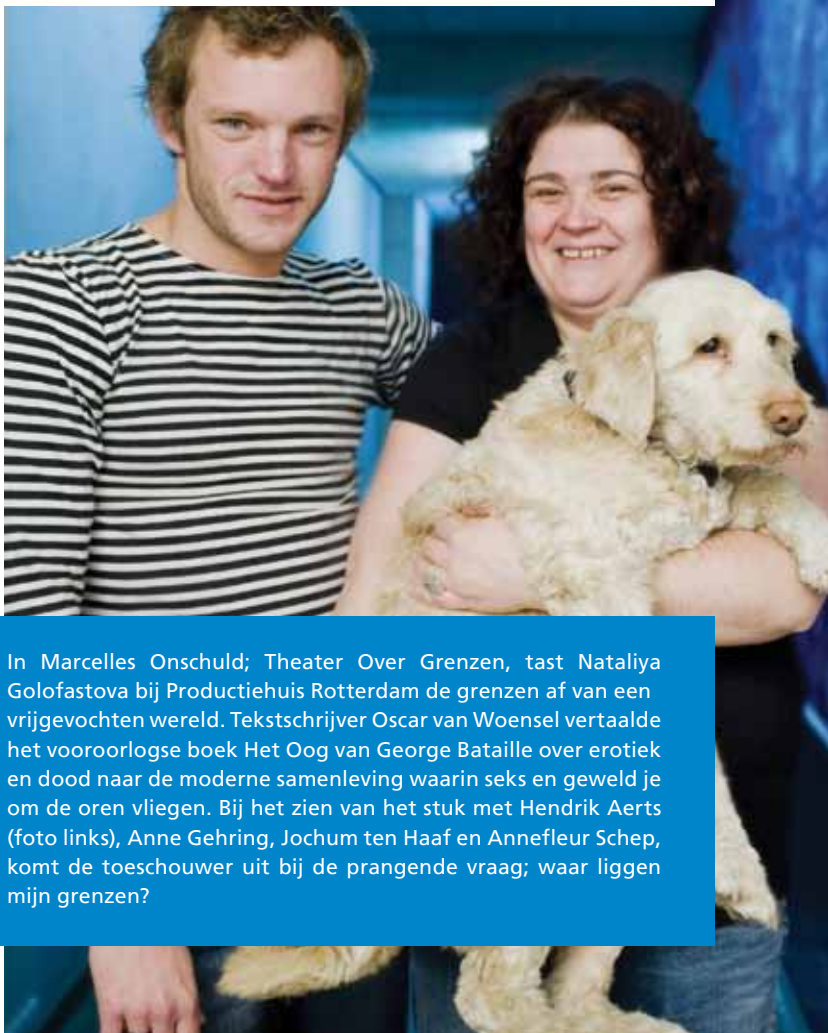 In Marcelles Onschuld; Theater Over Grenzen, tast Nataliya
Golofastova bij Productiehuis Rotterdam de grenzen af van een
vrijgevochten wereld. Tekstschrijver Oscar van Woensel vertaalde
het vooroorlogse boek Het Oog van George Bataille over erotiek
en dood naar de moderne samenleving waarin seks en geweld je
om de oren vliegen. Bij het zien van het stuk met Hendrik Aerts
(foto links), Anne Gehring, Jochum ten Haaf en Annefleur Schep,
komt de toeschouwer uit bij de prangende vraag; waar liggen
mijn grenzen?